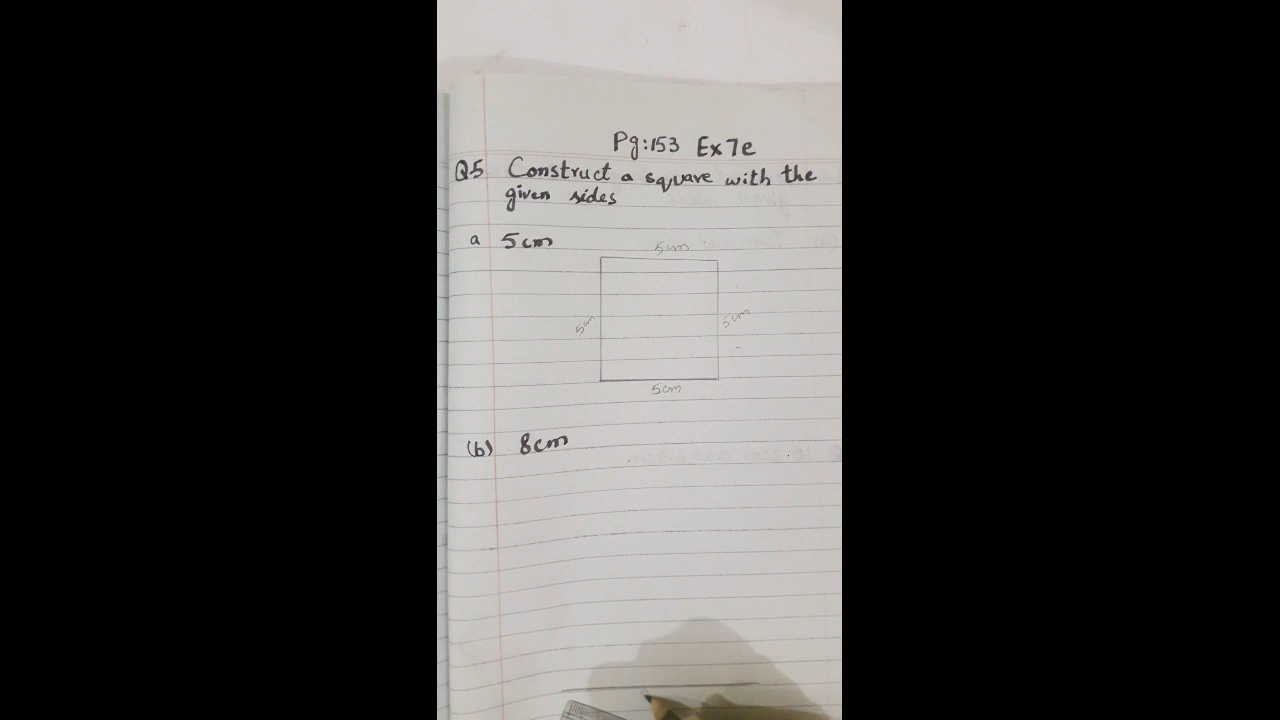 Pg:153 Ex7e
Q5 Construct a square with the
given sides
a 5cm
5cm
5cm
5cm
5cm
(b) 8cm